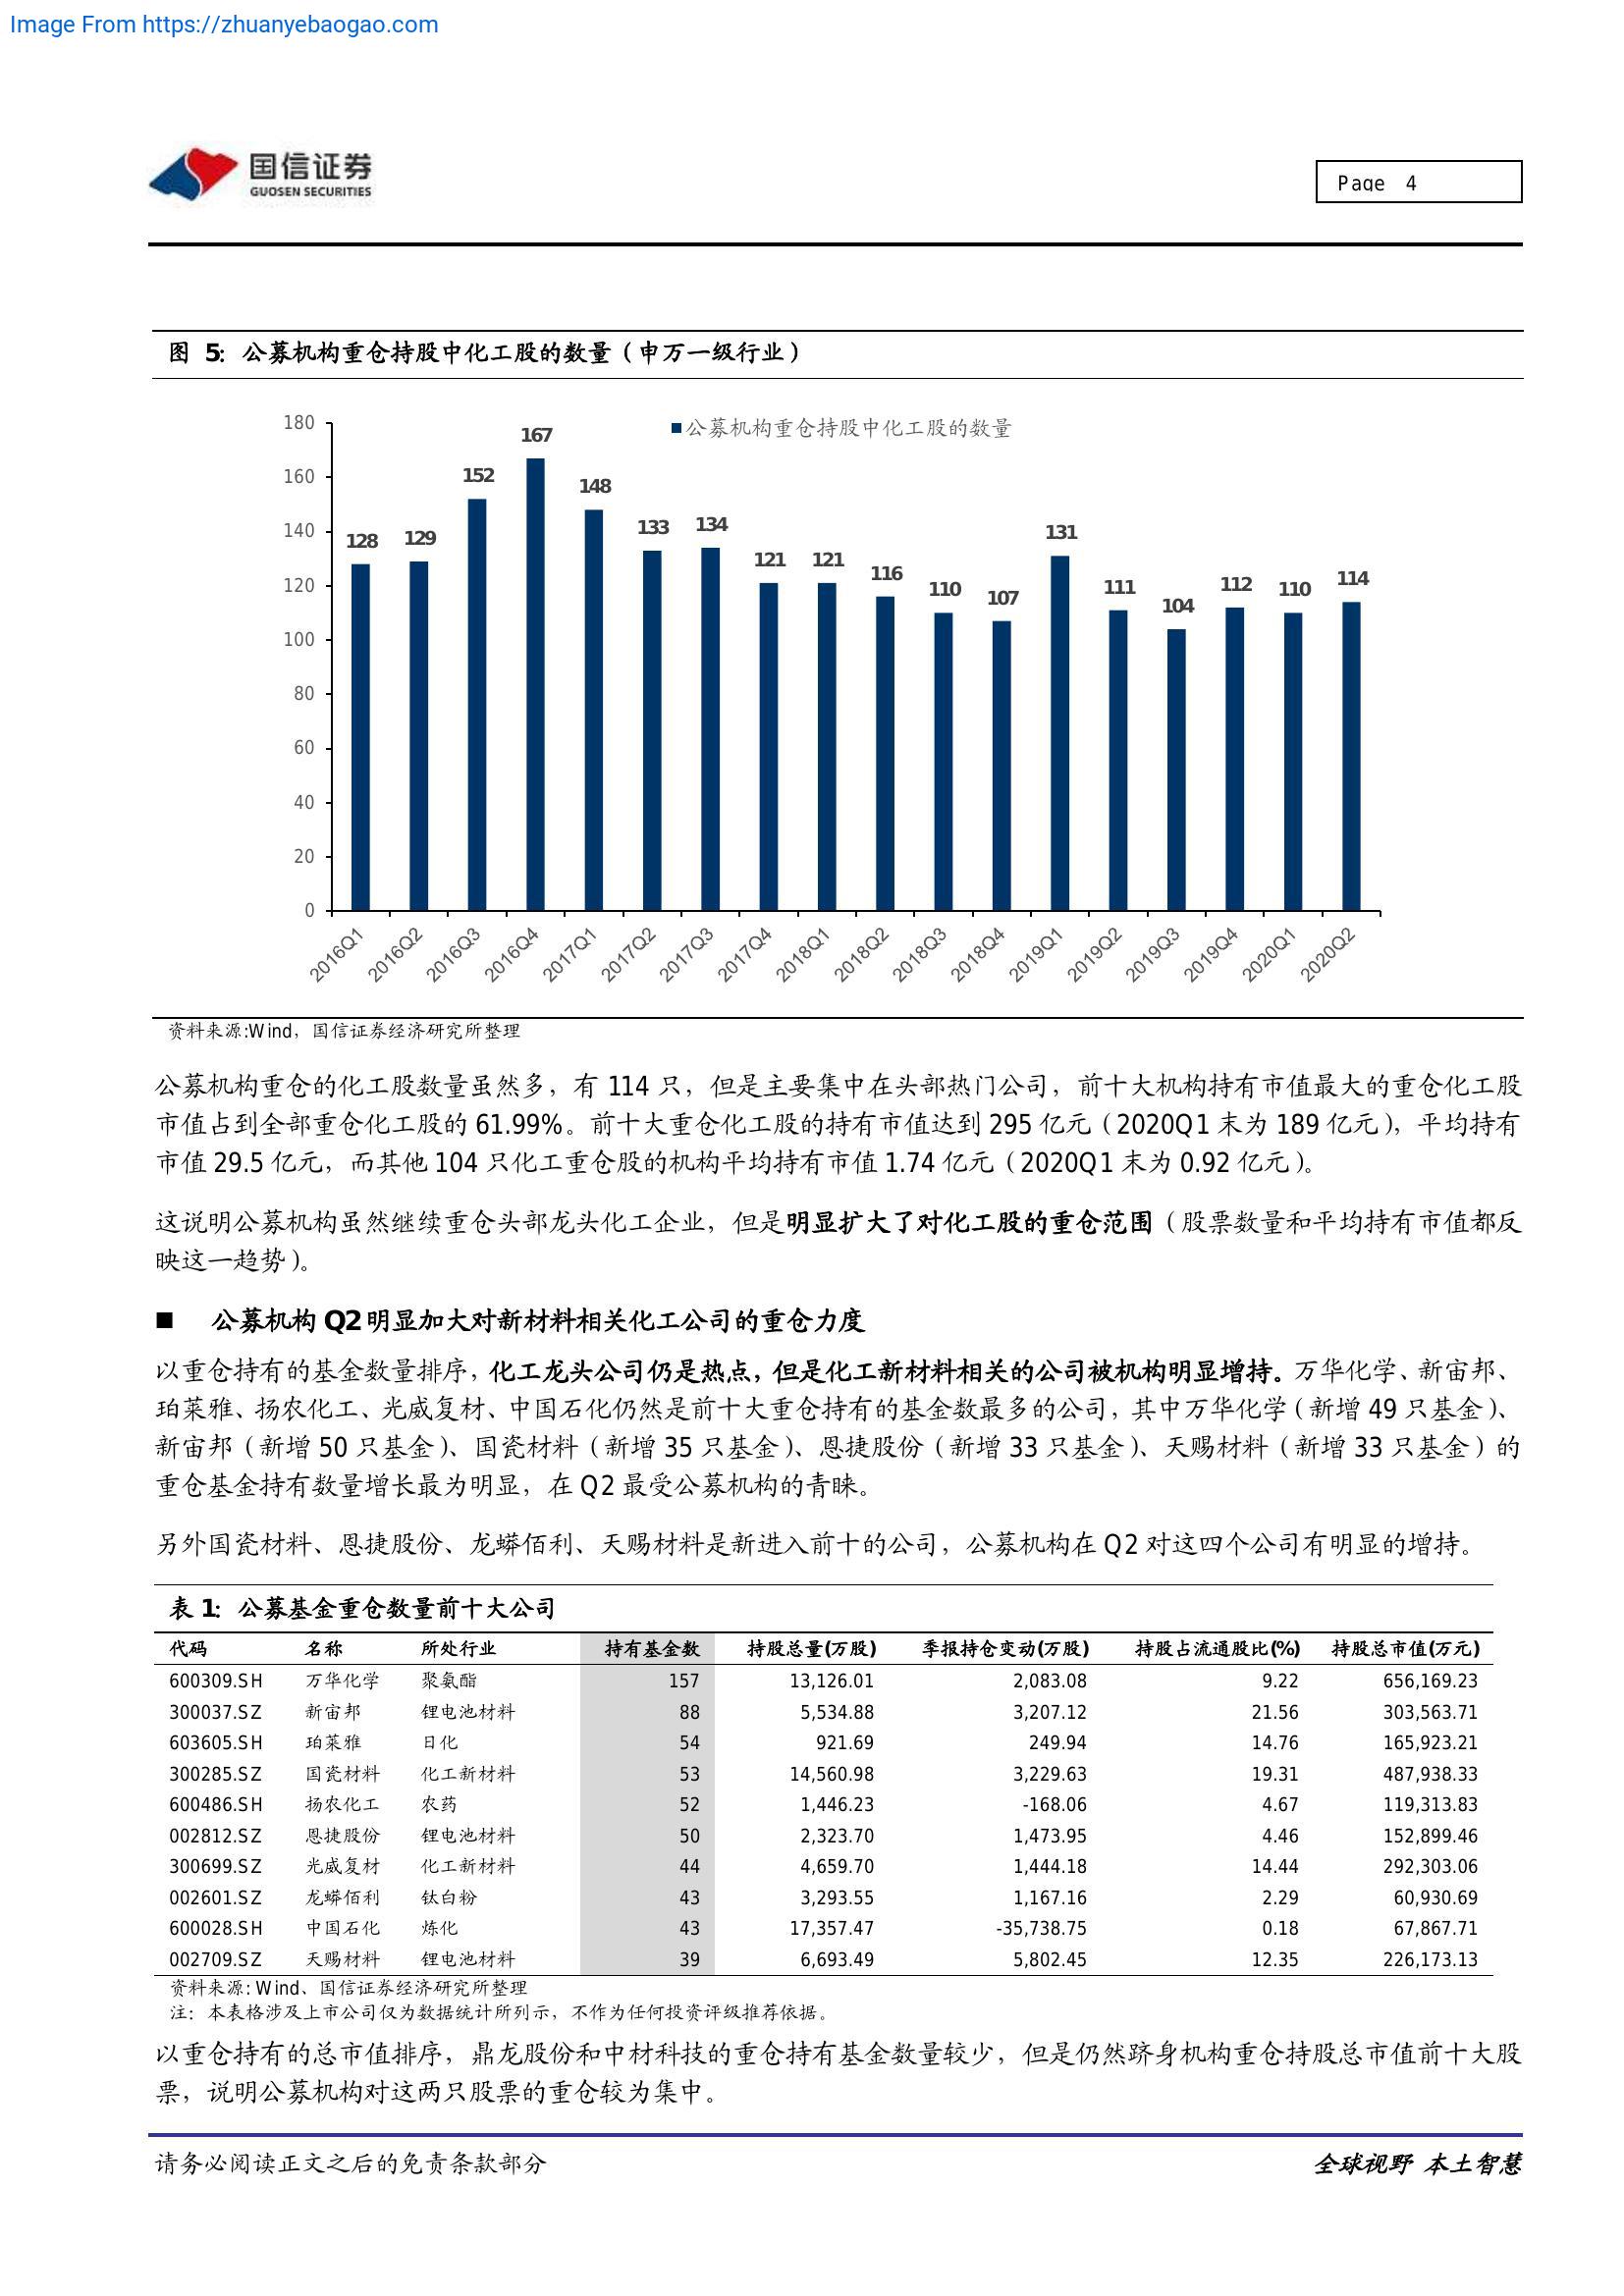 Image From https://zhuanyebaogao.com
国信证券
GUOSEN SECURITIES
Page 4
图 5：公募机构重仓持股中化工股的数量（申万一级行业）
公募机构重仓持股中化工股的数量
180
160
140
120
100
80
60
40
20
0
128 129 152 167 148 133 134 121 121 116 110 107 131 111 104 112 110 114
2016Q1 2016Q2 2016Q3 2016Q4 2017Q1 2017Q2 2017Q3 2017Q4 2018Q1 2018Q2 2018Q3 2018Q4 2019Q1 2019Q2 2019Q3 2019Q4 2020Q1 2020Q2
资料来源:Wind，国信证券经济研究所整理
公募机构重仓的化工股数量虽然多，有 114 只，但是主要集中在头部热门公司，前十大机构持有市值最大的重仓化工股
市值占到全部重仓化工股的 61.99%。前十大重仓化工股的持有市值达到 295 亿元（2020Q1 末为 189 亿元），平均持有
市值 29.5 亿元，而其他 104 只化工重仓股的机构平均持有市值 1.74 亿元（2020Q1 末为 0.92 亿元）。
这说明公募机构虽然继续重仓头部龙头化工企业，但是明显扩大了对化工股的重仓范围（股票数量和平均持有市值都反
映这一趋势）。
■ 公募机构 Q2 明显加大对新材料相关化工公司的重仓力度
以重仓持有的基金数量排序，化工龙头公司仍是热点，但是化工新材料相关的公司被机构明显增持。万华化学、新宙邦、
珀莱雅、扬农化工、光威复材、中国石化仍然是前十大重仓持有的基金数最多的公司，其中万华化学（新增 49 只基金）、
新宙邦（新增 50 只基金）、国瓷材料（新增 35 只基金）、恩捷股份（新增 33 只基金）、天赐材料（新增 33 只基金）的
重仓基金持有数量增长最为明显，在 Q2 最受公募机构的青睐。
另外国瓷材料、恩捷股份、龙蟒佰利、天赐材料是新进入前十的公司，公募机构在 Q2 对这四个公司有明显的增持。
表 1：公募基金重仓数量前十大公司
代码 名称 所处行业 持有基金数 持股总量(万股) 季报持仓变动(万股) 持股占流通股比(%) 持股总市值(万元)
600309.SH 万华化学 聚氨酯 157 13,126.01 2,083.08 9.22 656,169.23
300037.SZ 新宙邦 锂电池材料 88 5,534.88 3,207.12 21.56 303,563.71
603605.SH 珀莱雅 日化 54 921.69 249.94 14.76 165,923.21
300285.SZ 国瓷材料 化工新材料 53 14,560.98 3,229.63 19.31 487,938.33
600486.SH 扬农化工 农药 52 1,446.23 -168.06 4.67 119,313.83
002812.SZ 恩捷股份 锂电池材料 50 2,323.70 1,473.95 4.46 152,899.46
300699.SZ 光威复材 化工新材料 44 4,659.70 1,444.18 14.44 292,303.06
002601.SZ 龙蟒佰利 钛白粉 43 3,293.55 1,167.16 2.29 60,930.69
600028.SH 中国石化 炼化 43 17,357.47 -35,738.75 0.18 67,867.71
002709.SZ 天赐材料 锂电池材料 39 6,693.49 5,802.45 12.35 226,173.13
资料来源: Wind、国信证券经济研究所整理
注：本表格涉及上市公司仅为数据统计所列示，不作为任何投资评级推荐依据。
以重仓持有的总市值排序，鼎龙股份和中材科技的重仓持有基金数量较少，但是仍然跻身机构重仓持股总市值前十大股
票，说明公募机构对这两只股票的重仓较为集中。
请务必阅读正文之后的免责条款部分
全球视野 本土智慧